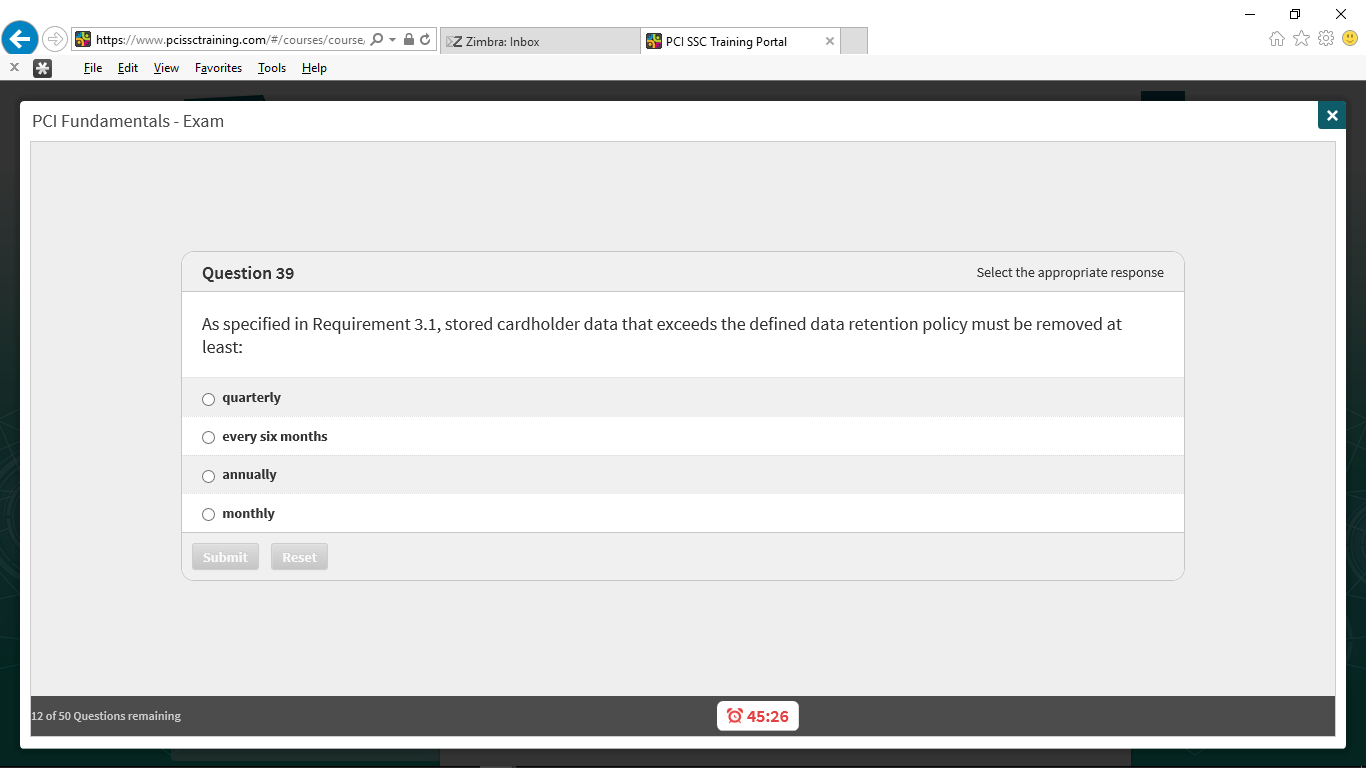 https://www.pcissctraining.com/#/courses/course,
Zimbra: Inbox
PCI SSC Training Portal
File Edit View Favorites Tools Help
PCI Fundamentals - Exam
Question 39
Select the appropriate response
As specified in Requirement 3.1, stored cardholder data that exceeds the defined data retention policy must be removed at
least:
quarterly
every six months
annually
monthly
Submit Reset
12 of 50 Questions remaining
45:26